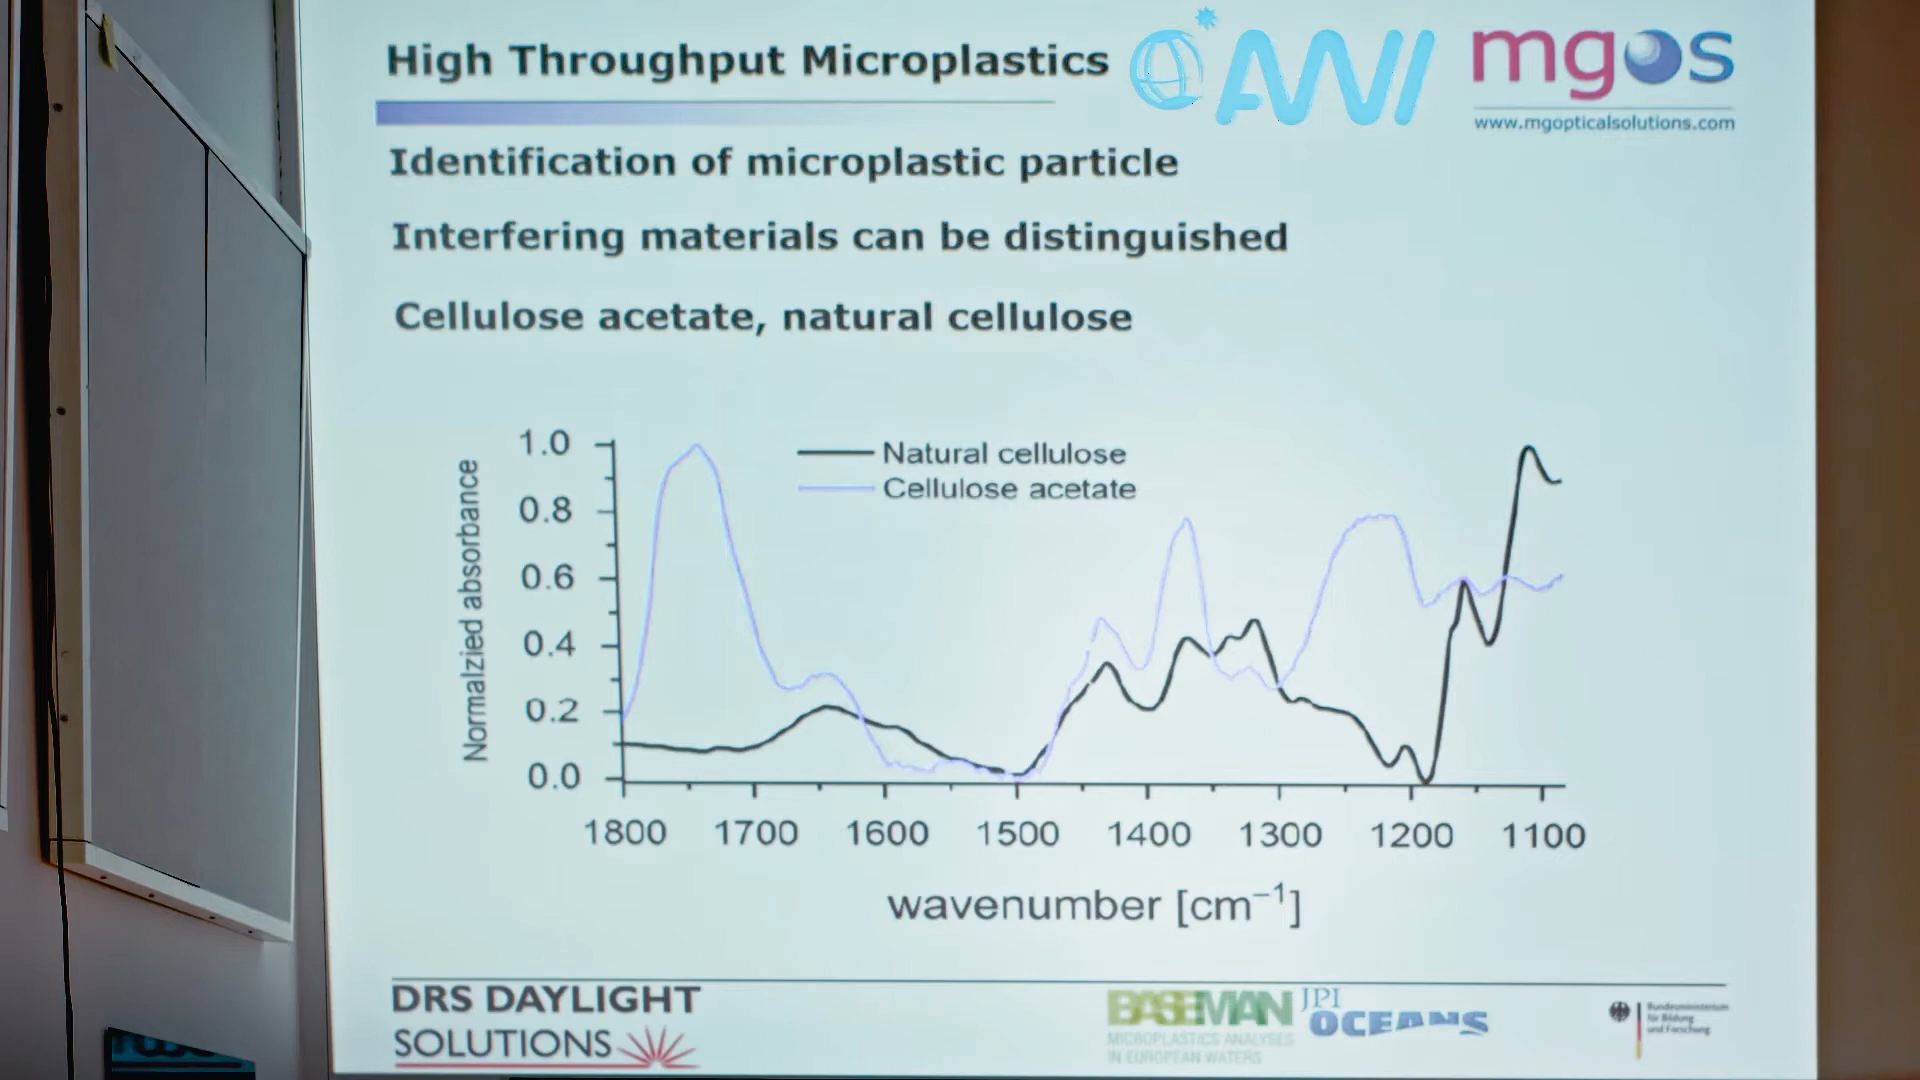 High Throughput Microplastics
AWI
mgos
www.mgopticalsolutions.com
Identification of microplastic particle
Interfering materials can be distinguished
Cellulose acetate, natural cellulose
Normalzied absorbance
1.0
0.8
0.6
0.4
0.2
0.0
Natural cellulose
Cellulose acetate
1800 1700 1600 1500 1400 1300 1200 1100
wavenumber [cm⁻¹]
DRS DAYLIGHT
SOLUTIONS
BASEMAN
MICROPLASTICS ANALYSES
IN EUROPEAN WATERS
JPI
OCEANS
Bundesministerium
für Bildung
und Forschung